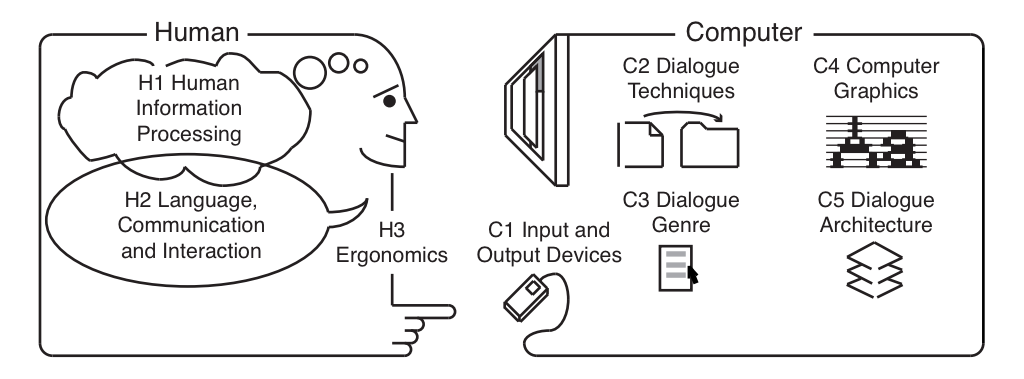 Human
H1 Human
Information
Processing
H2 Language,
Communication
and Interaction
H3
Ergonomics
Computer
C1 Input and
Output Devices
C2 Dialogue
Techniques
C3 Dialogue
Genre
C4 Computer
Graphics
Aa
C5 Dialogue
Architecture